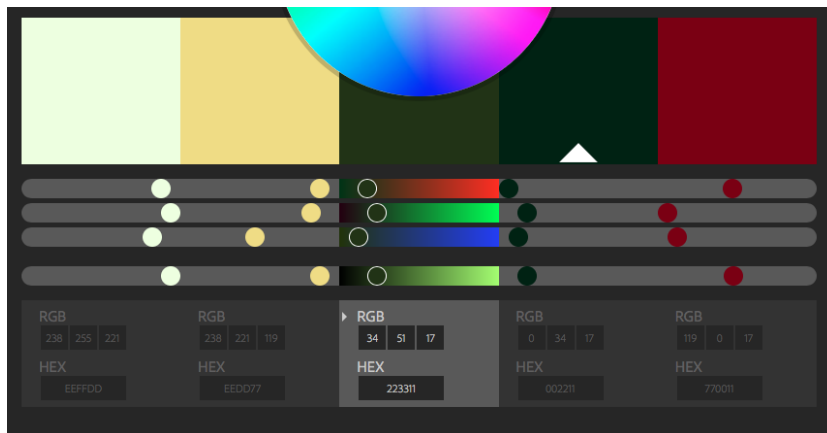 RGB RGB RGB RGB RGB
238 255 221 238 221 119 34 51 17 0 34 17 119 0 17
HEX HEX HEX HEX HEX
EEFFDD EEDD77 223311 002211 770011